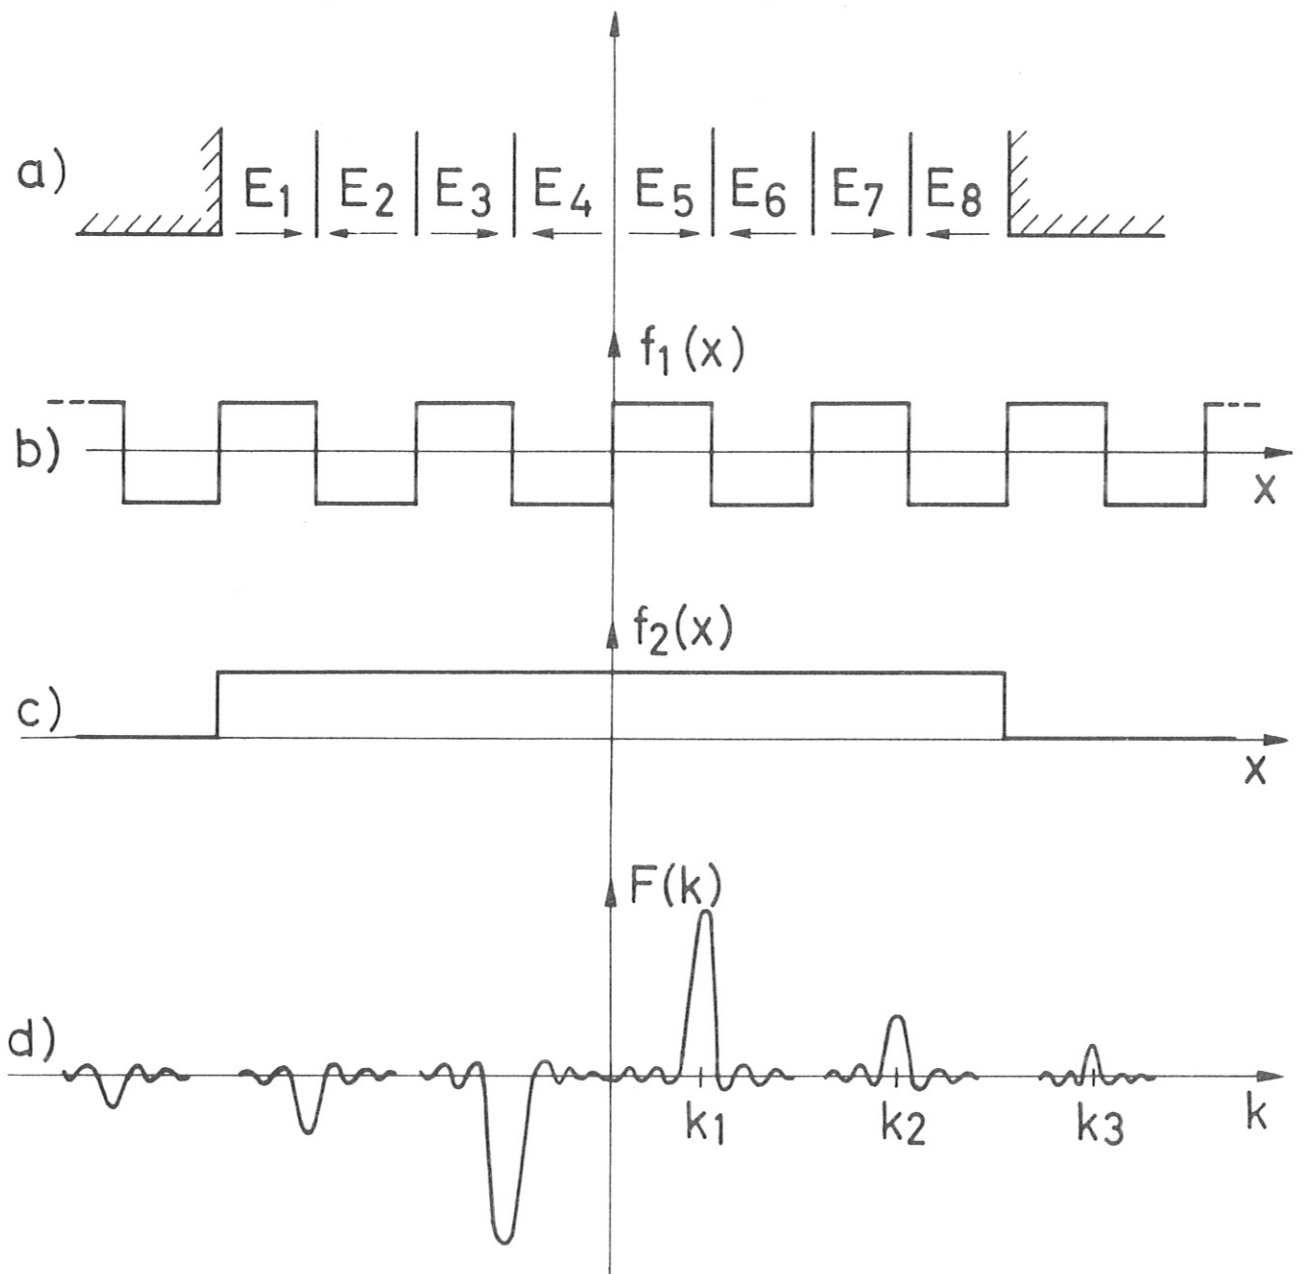 a) E1 E2 E3 E4 E5 E6 E7 E8
f1(x)
b)
x
f2(x)
c)
x
F(k)
d)
k1 k2 k3 k